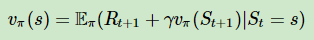 v_π(s) = 𝔼_π(R_{t+1} + γv_π(S_{t+1})|S_t = s)